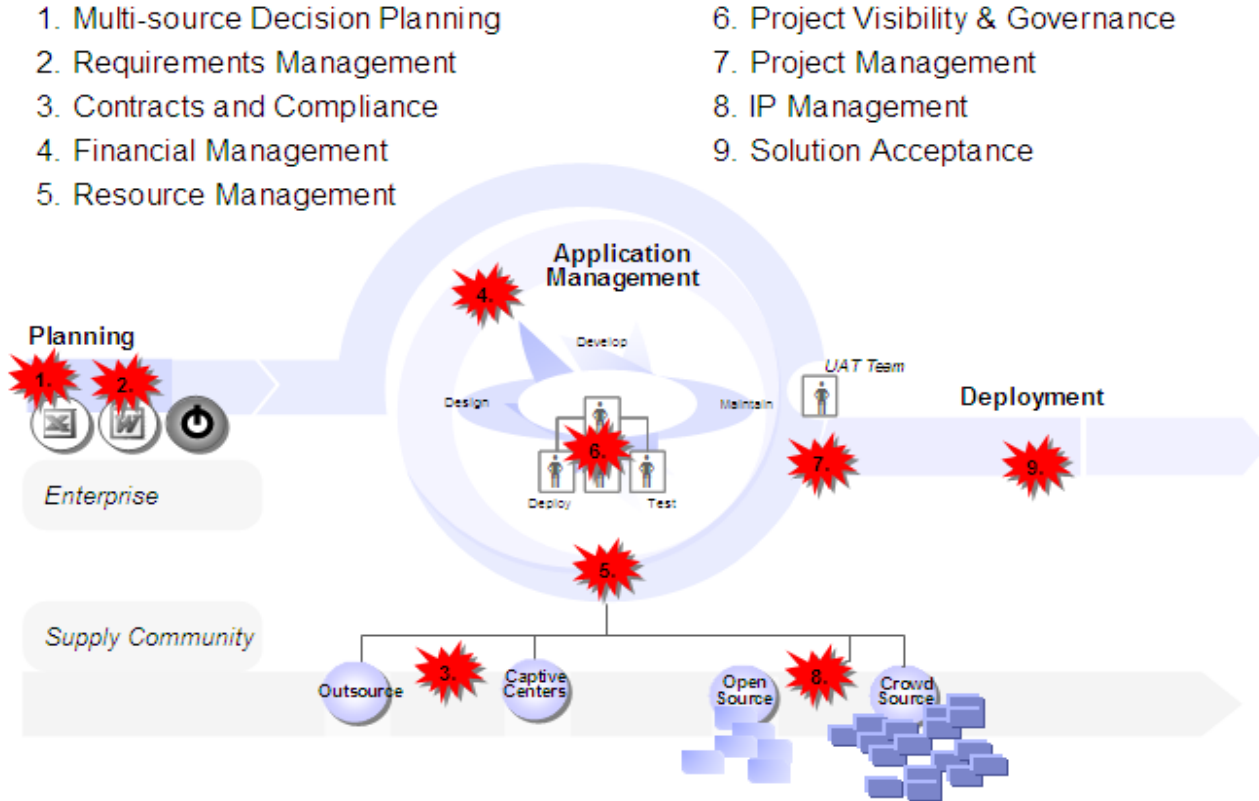 1. Multi-source Decision Planning
2. Requirements Management
3. Contracts and Compliance
4. Financial Management
5. Resource Management
6. Project Visibility & Governance
7. Project Management
8. IP Management
9. Solution Acceptance
Application
Management
4.
Planning
1.
2.
Develop
Design
Maintain
UAT Team
Deployment
6.
7.
9.
Enterprise
Deploy
Test
5.
Supply Community
Outsource
3.
Captive
Centers
Open
Source
8.
Crowd
Source